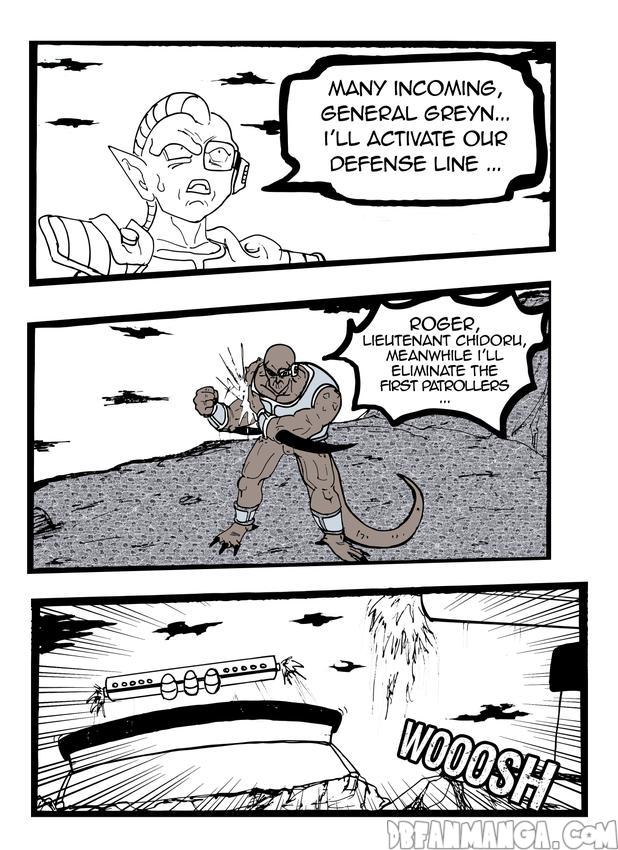 MANY INCOMING,
GENERAL GREYN...
I'LL ACTIVATE OUR
DEFENSE LINE ...
ROGER,
LIEUTENANT CHIDORU,
MEANWHILE I'LL
ELIMINATE THE
FIRST PATROLLERS
...
WOOOSH
DBFANMANGA.COM